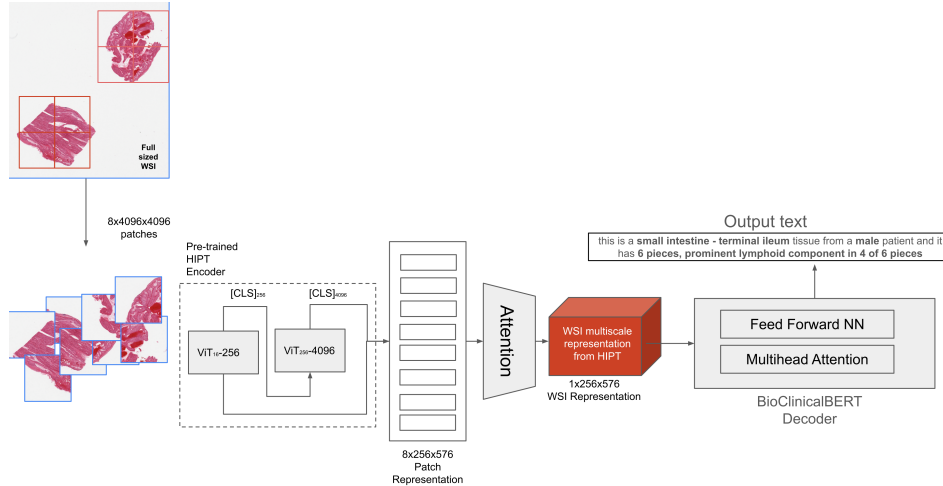 Full
sized
WSI
8x4096x4096
patches
Pre-trained
HIPT
Encoder
[CLS]256
[CLS]4096
ViT16-256
ViT256-4096
8x256x576
Patch
Representation
Attention
WSI multiscale
representation
from HIPT
1x256x576
WSI Representation
Output text
this is a small intestine - terminal ileum tissue from a male patient and it
has 6 pieces, prominent lymphoid component in 4 of 6 pieces
Feed Forward NN
Multihead Attention
BioClinicalBERT
Decoder